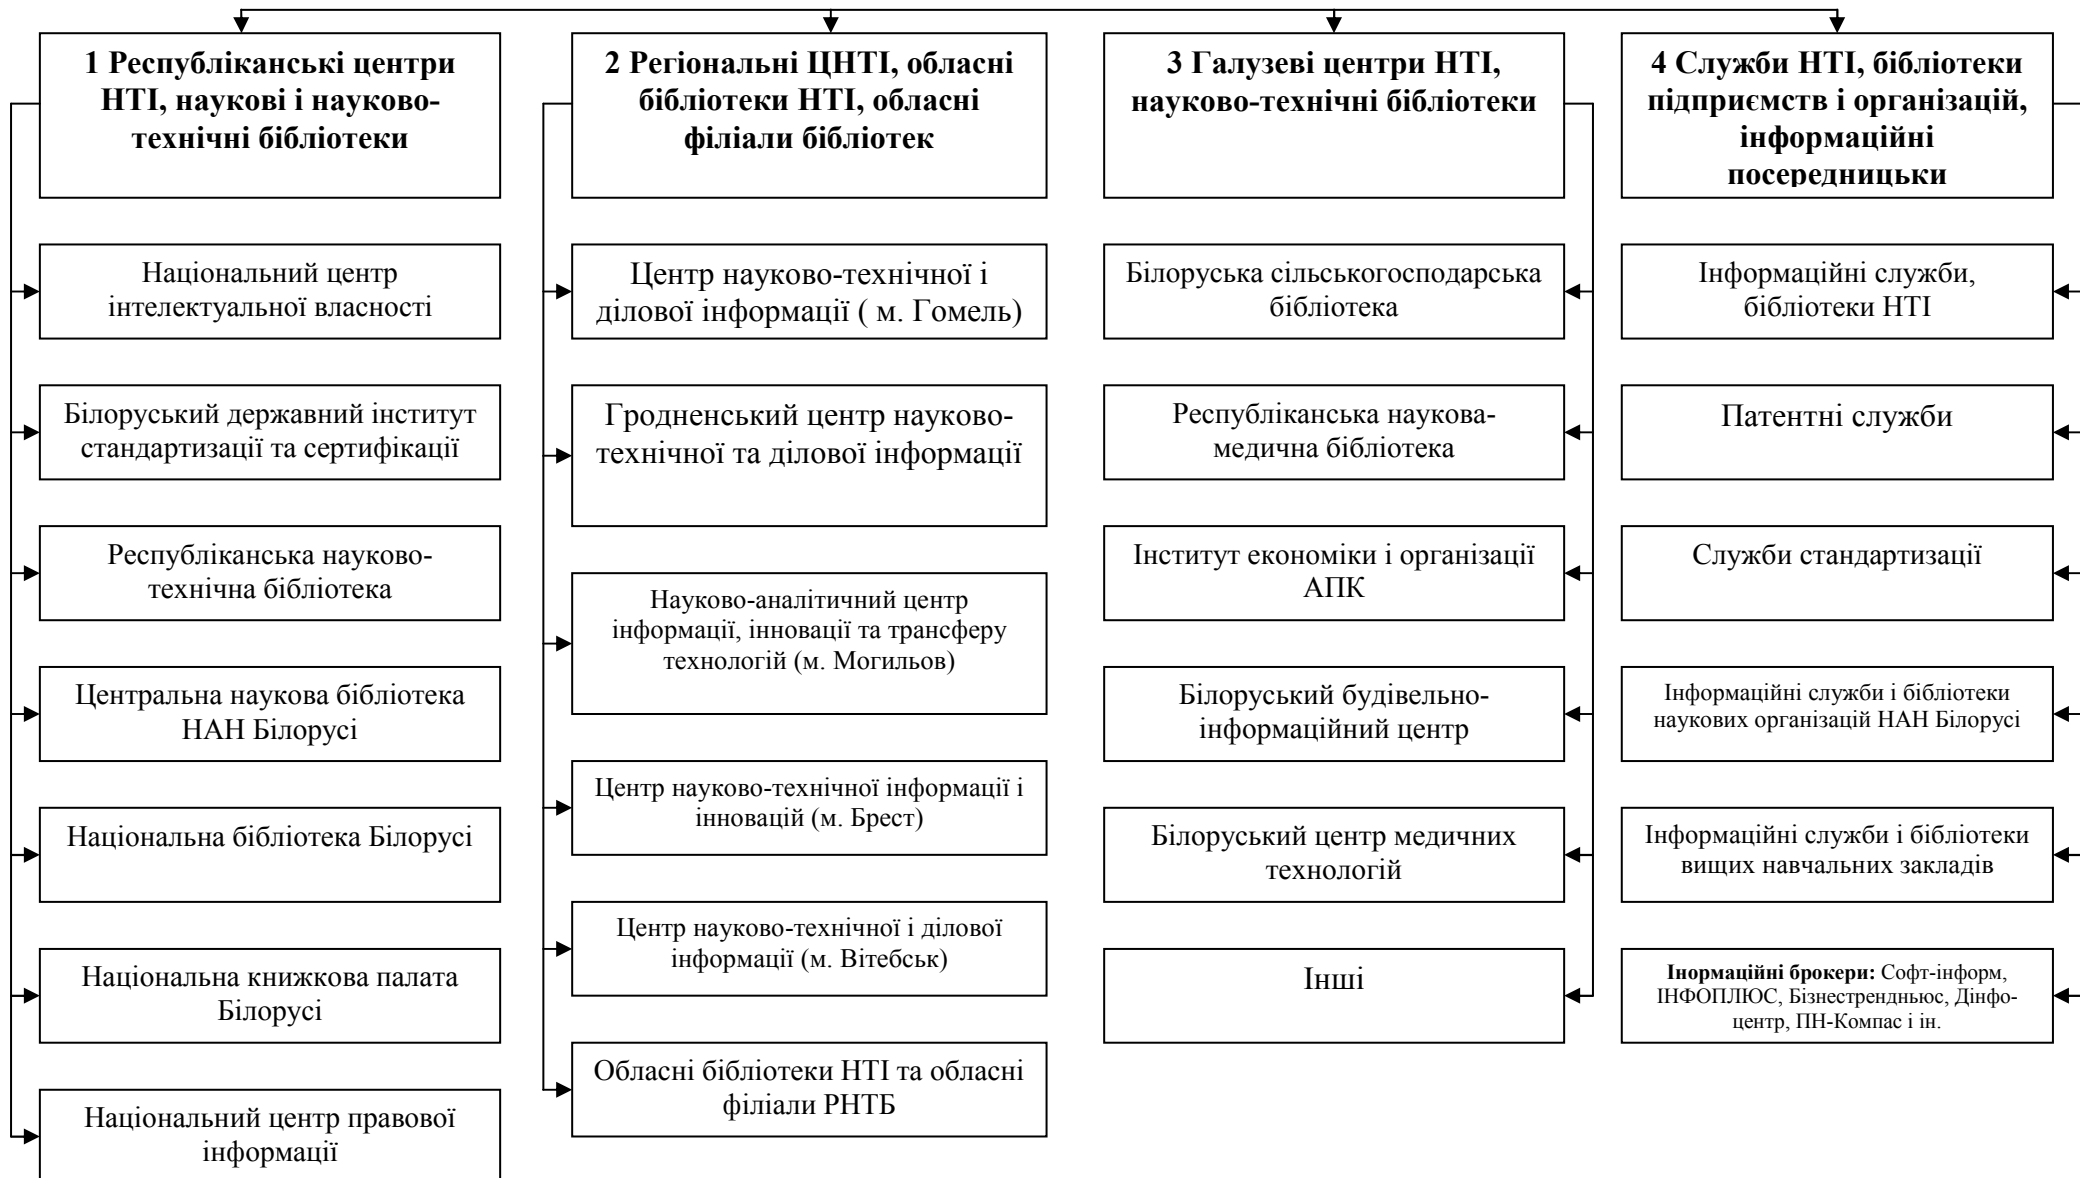 1 Республіканські центри
НТІ, наукові і науково-
технічні бібліотеки
Національний центр
інтелектуальної власності
Білоруський державний інститут
стандартизації та сертифікації
Республіканська науково-
технічна бібліотека
Центральна наукова бібліотека
НАН Білорусі
Національна бібліотека Білорусі
Національна книжкова палата
Білорусі
Національний центр правової
інформації
2 Регіональні ЦНТІ, обласні
бібліотеки НТІ, обласні
філіали бібліотек
Центр науково-технічної і
ділової інформації ( м. Гомель)
Гродненський центр науково-
технічної та ділової інформації
Науково-аналітичний центр
інформації, інновації та трансферу
технологій (м. Могильов)
Центр науково-технічної інформації і
інновацій (м. Брест)
Центр науково-технічної і ділової
інформації (м. Вітебськ)
Обласні бібліотеки НТІ та обласні
філіали РНТБ
3 Галузеві центри НТІ,
науково-технічні бібліотеки
Білоруська сільськогосподарська
бібліотека
Республіканська наукова-
медична бібліотека
Інститут економіки і організації
АПК
Білоруський будівельно-
інформаційний центр
Білоруський центр медичних
технологій
Інші
4 Служби НТІ, бібліотеки
підприємств і організацій,
інформаційні
посередницьки
Інформаційні служби,
бібліотеки НТІ
Патентні служби
Служби стандартизації
Інформаційні служби і бібліотеки
наукових організацій НАН Білорусі
Інформаційні служби і бібліотеки
вищих навчальних закладів
Інормаційні брокери: Софт-інформ,
ІНФОПЛЮС, Бізнестрендньюс, Дінфо-
центр, ПН-Компас і ін.